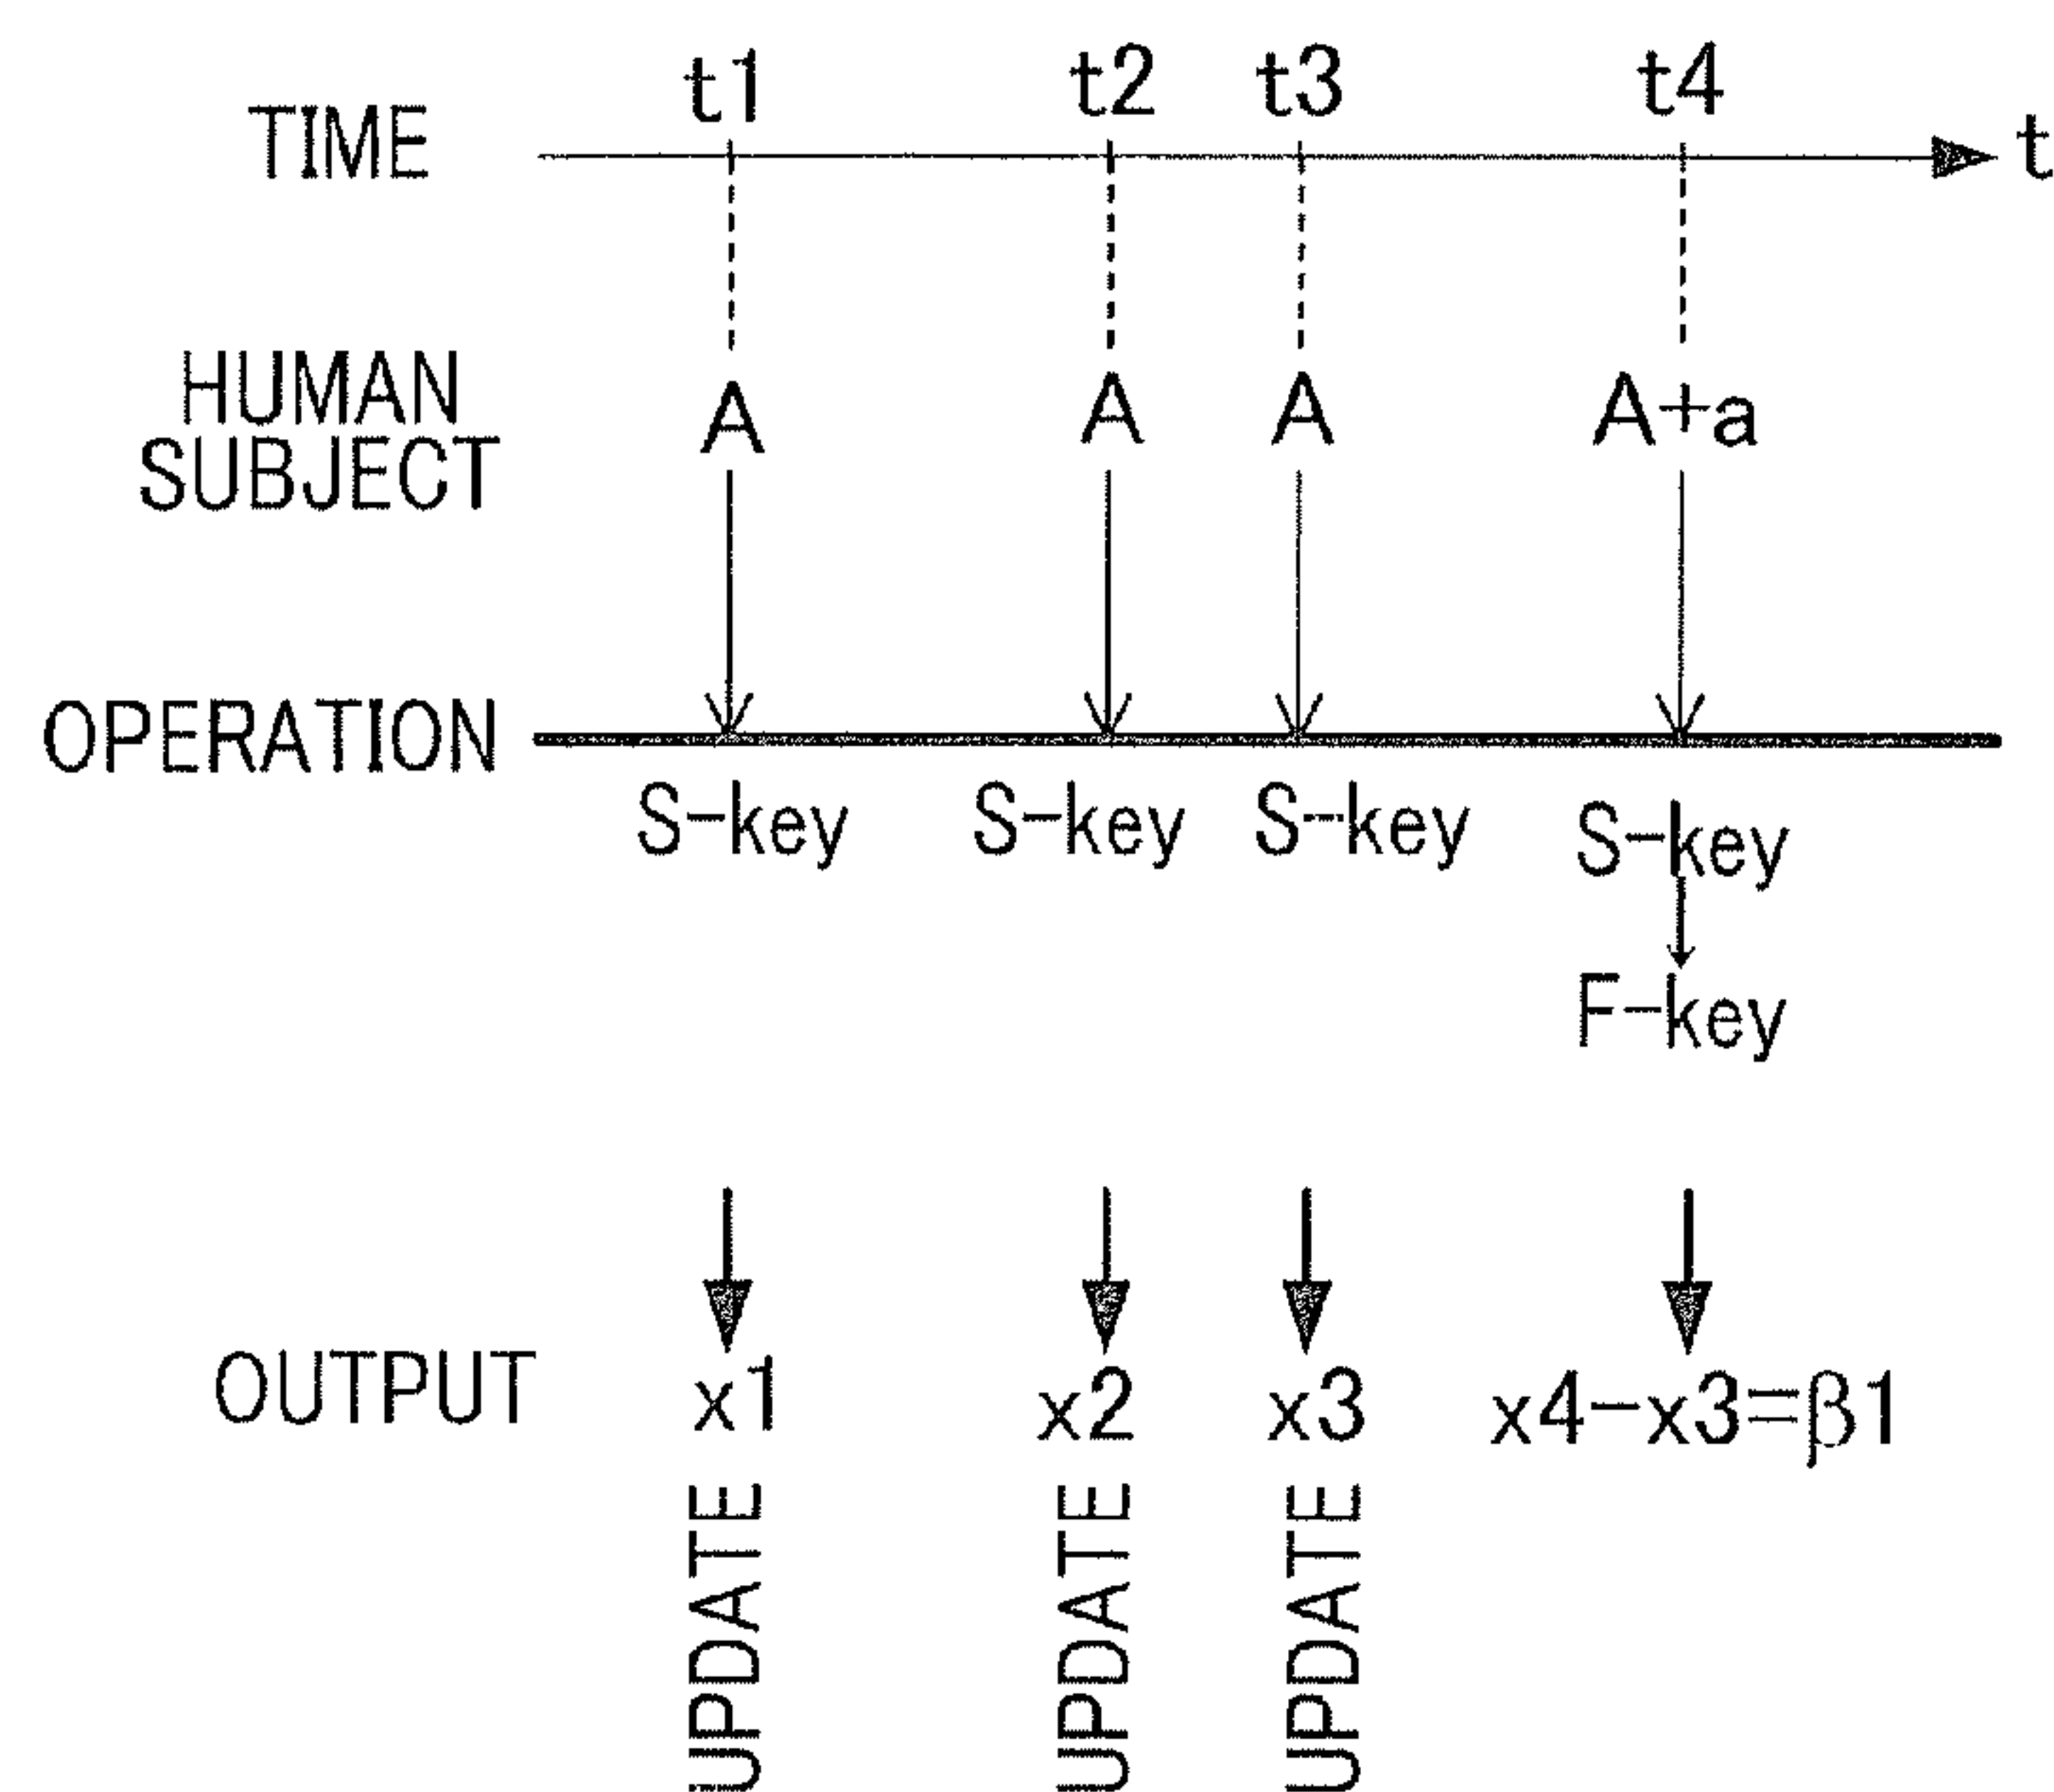 TIME t1 t2 t3 t4 t
HUMAN
SUBJECT A A A A+a
OPERATION
S-key S-key S-key S-key
F-key
OUTPUT x1 x2 x3 x4-x3=β1
UPDATE UPDATE UPDATE